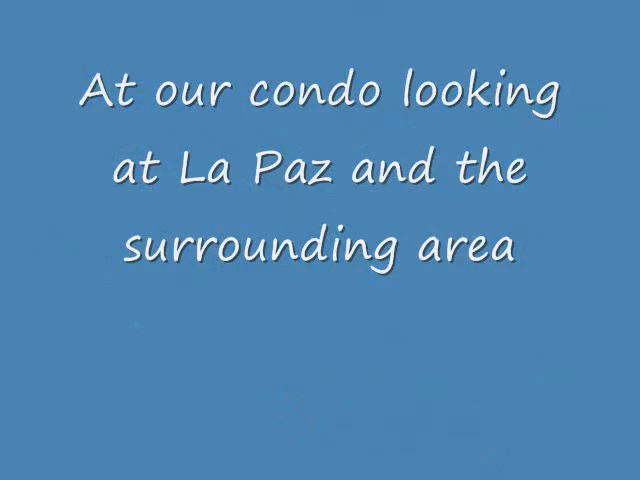 At our condo looking
at La Paz and the
surrounding area